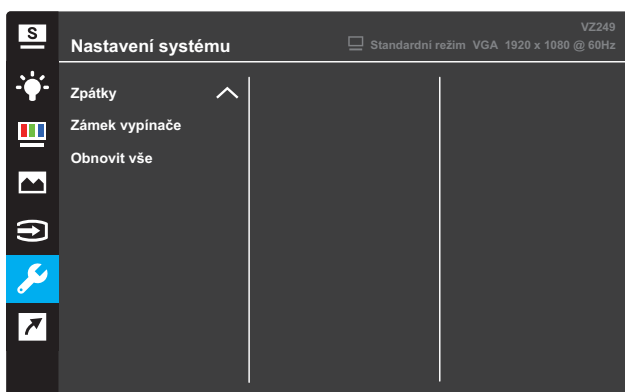 S
VZ249
Nastavení systému
Standardní režim VGA 1920 x 1080 @ 60Hz
Zpátky
Zámek vypínače
Obnovit vše